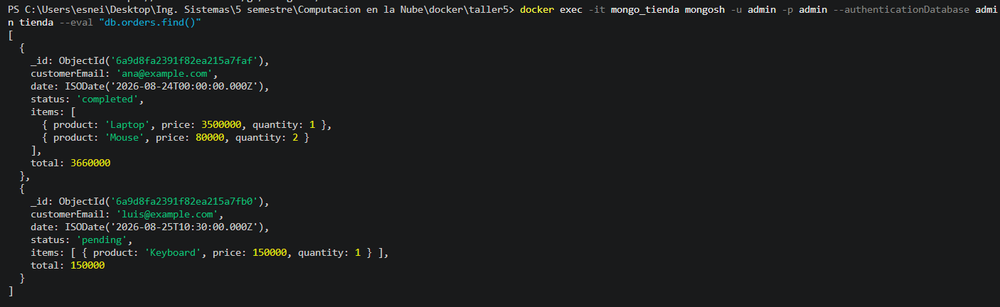 PS C:\Users\esnei\Desktop\Ing. Sistemas\5 semestre\Computacion en la Nube\docker\taller5> docker exec -it mongo_tienda mongosh -u admin -p admin --authenticationDatabase admi
n tienda --eval "db.orders.find()"
[
  {
    _id: ObjectId('6a9d8fa2391f82ea215a7faf'),
    customerEmail: 'ana@example.com',
    date: ISODate('2026-08-24T00:00:00.000Z'),
    status: 'completed',
    items: [
      { product: 'Laptop', price: 3500000, quantity: 1 },
      { product: 'Mouse', price: 80000, quantity: 2 }
    ],
    total: 3660000
  },
  {
    _id: ObjectId('6a9d8fa2391f82ea215a7fb0'),
    customerEmail: 'luis@example.com',
    date: ISODate('2026-08-25T10:30:00.000Z'),
    status: 'pending',
    items: [ { product: 'Keyboard', price: 150000, quantity: 1 } ],
    total: 150000
  }
]